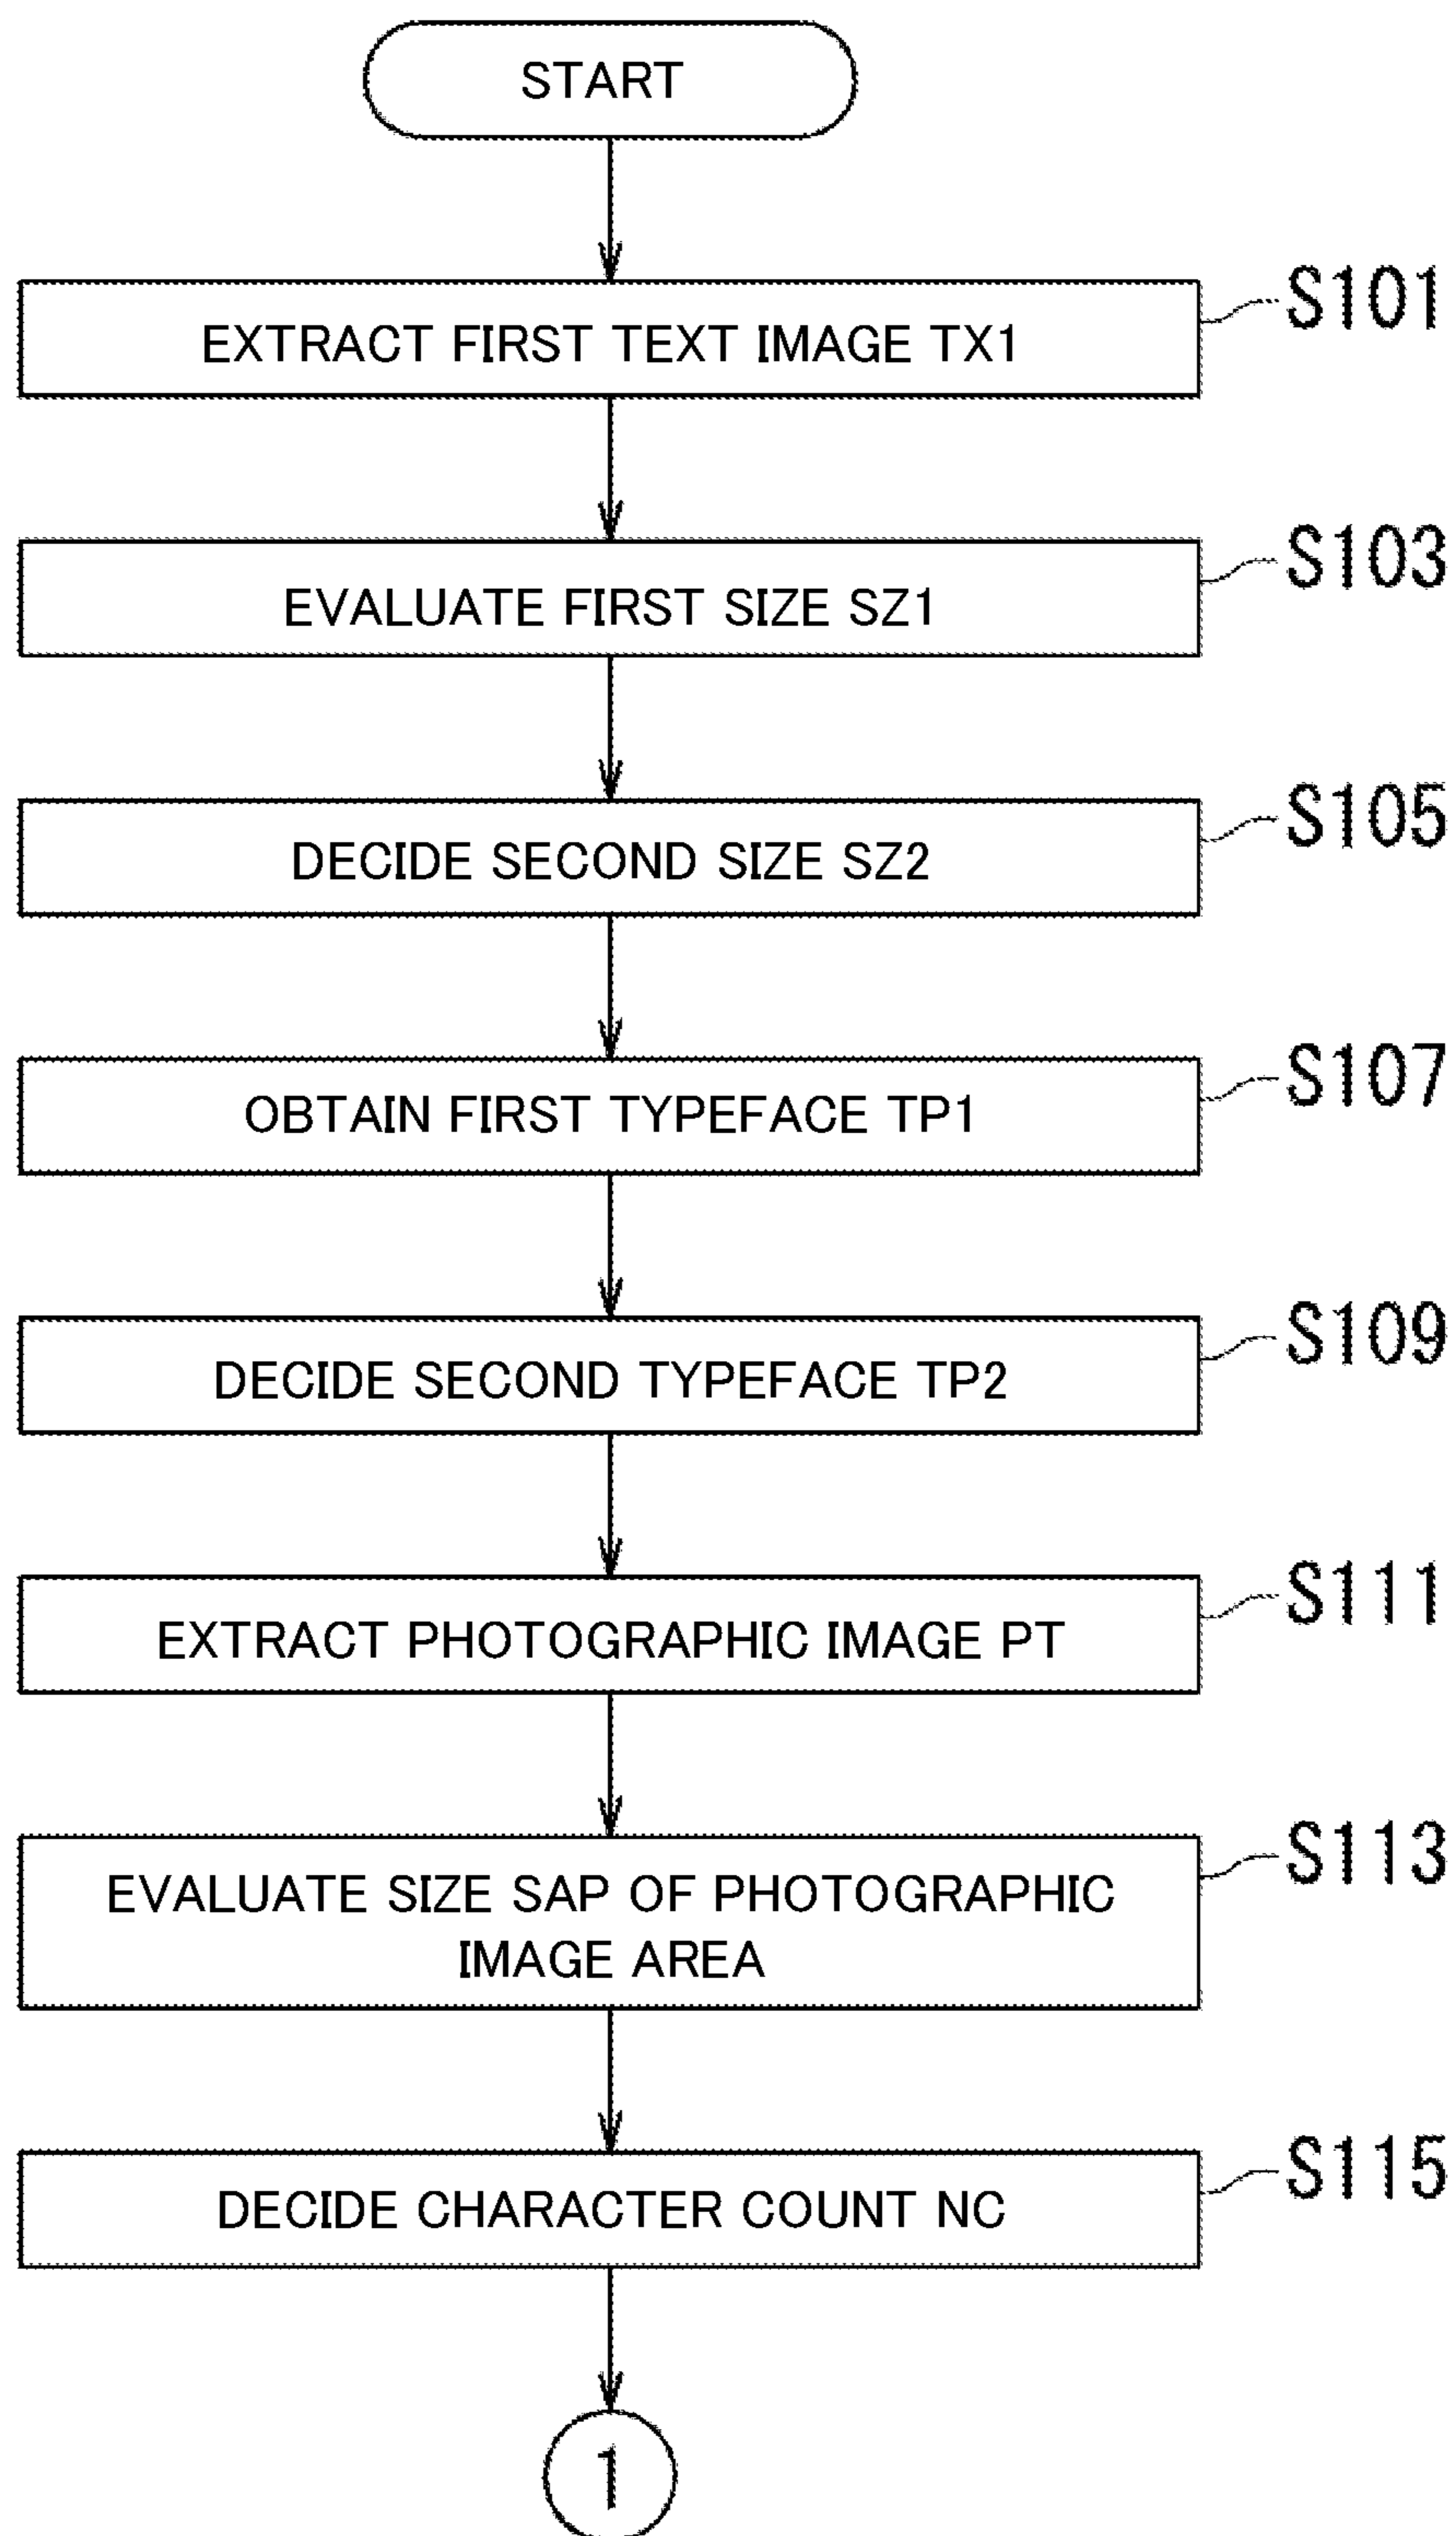 START
EXTRACT FIRST TEXT IMAGE TX1
S101
EVALUATE FIRST SIZE SZ1
S103
DECIDE SECOND SIZE SZ2
S105
OBTAIN FIRST TYPEFACE TP1
S107
DECIDE SECOND TYPEFACE TP2
S109
EXTRACT PHOTOGRAPHIC IMAGE PT
S111
EVALUATE SIZE SAP OF PHOTOGRAPHIC
IMAGE AREA
S113
DECIDE CHARACTER COUNT NC
S115
1